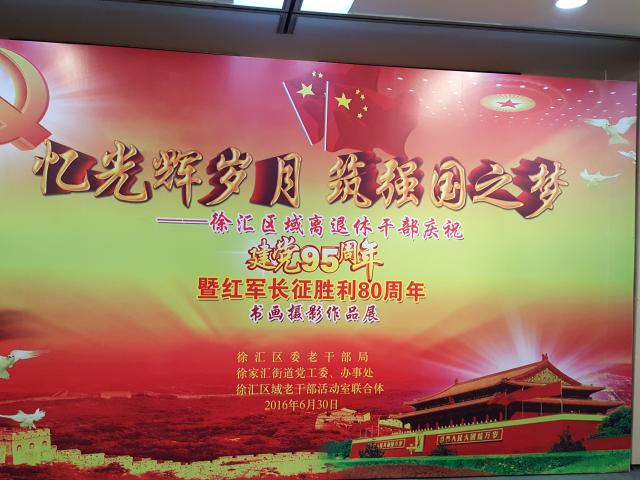 忆光辉岁月 筑强国之梦
——徐汇区域离退休干部庆祝
建党95周年
暨红军长征胜利80周年
书画摄影作品展
徐汇区委老干部局
徐家汇街道党工委、办事处
徐汇区域老干部活动室联合体
2016年6月30日